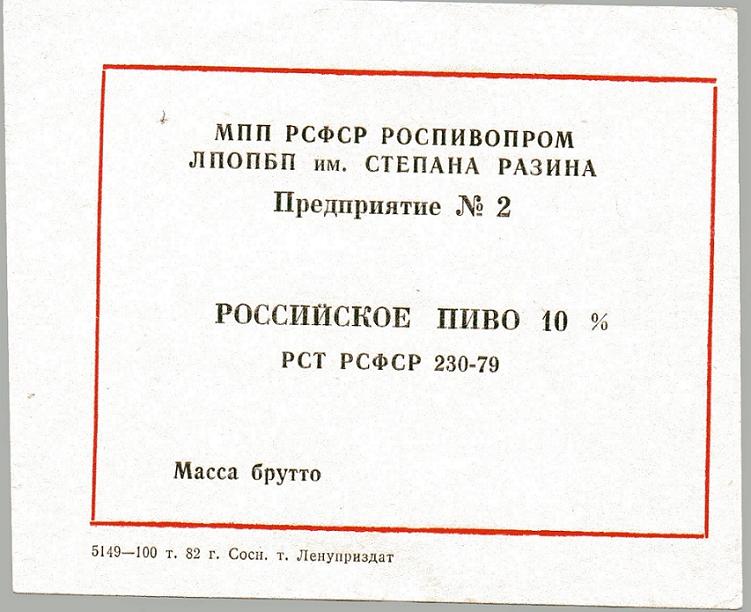 МПП РСФСР РОСПИВОПРОМ
ЛПОПБП им. СТЕПАНА РАЗИНА
Предприятие № 2
РОССИЙСКОЕ ПИВО 10 %
РСТ РСФСР 230-79
Масса брутто
5149—100 т. 82 г. Сосн. т. Ленуприздат